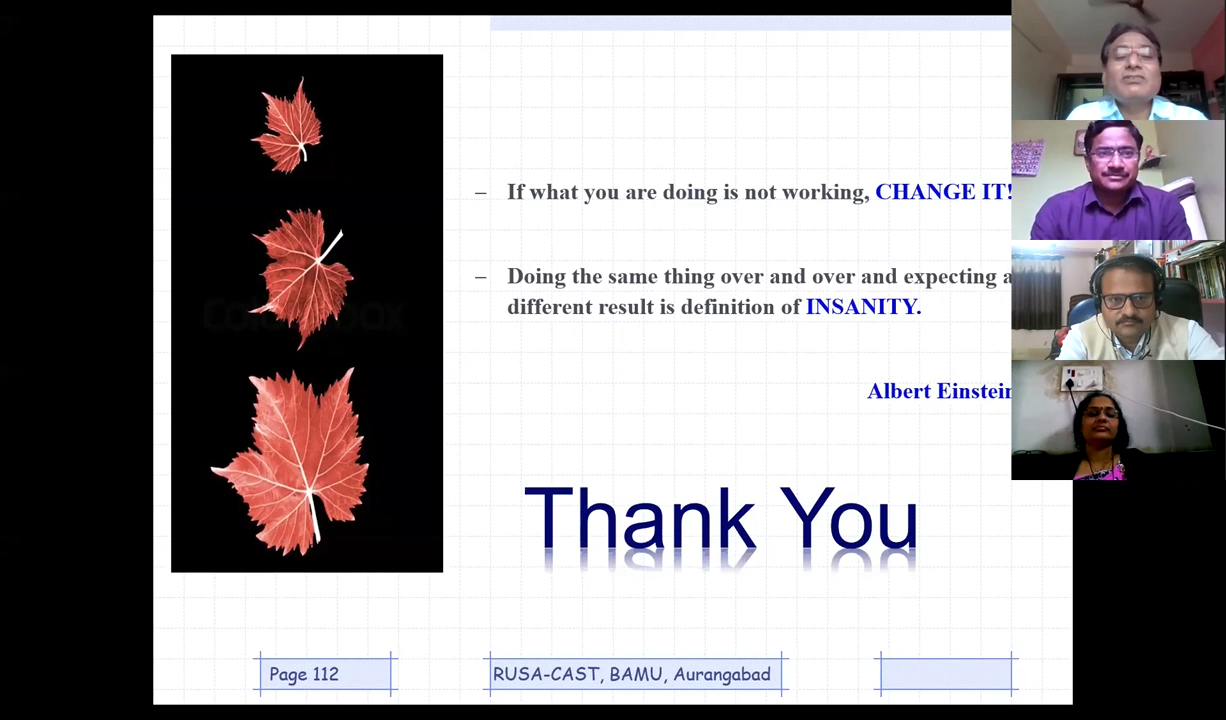 – If what you are doing is not working, CHANGE IT!
– Doing the same thing over and over and expecting a
different result is definition of INSANITY.
Albert Einstein
Thank You
Page 112
RUSA-CAST, BAMU, Aurangabad